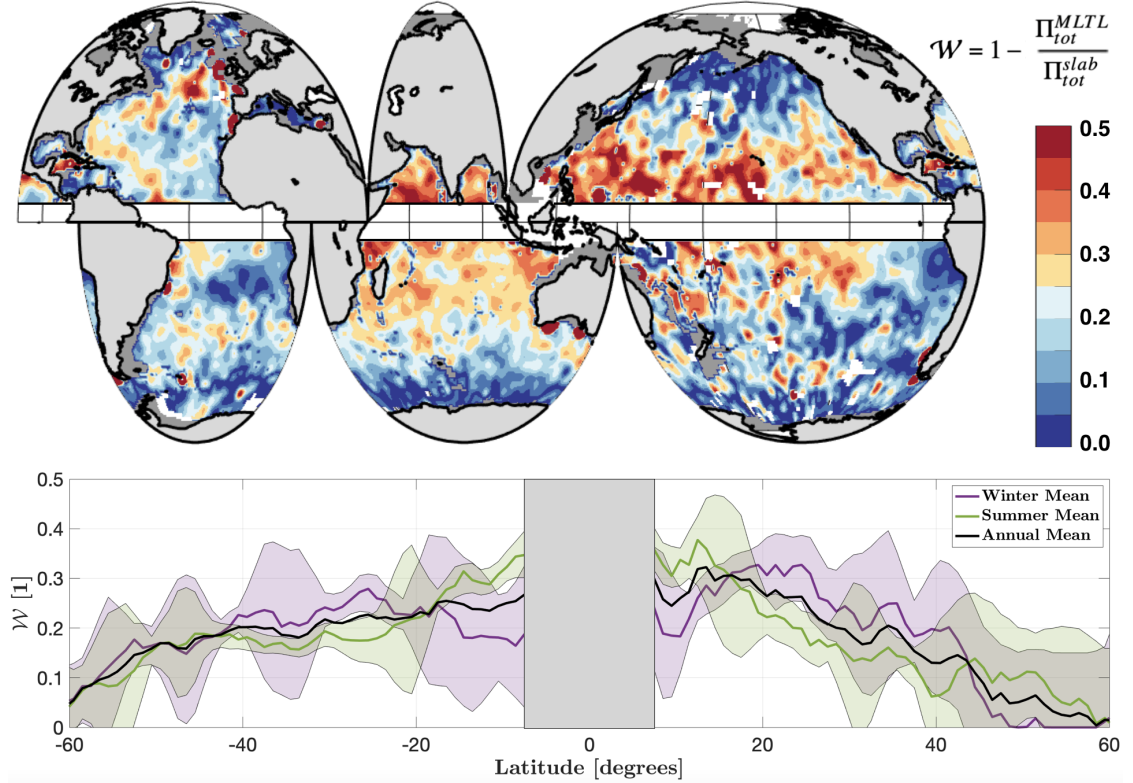 𝒲 = 1 − Π_tot^MLTL / Π_tot^slab
0.5
0.4
0.3
0.2
0.1
0.0
0.5
0.4
0.3
0.2
0.1
0
𝒲 [1]
Winter Mean
Summer Mean
Annual Mean
-60 -40 -20 0 20 40 60
Latitude [degrees]